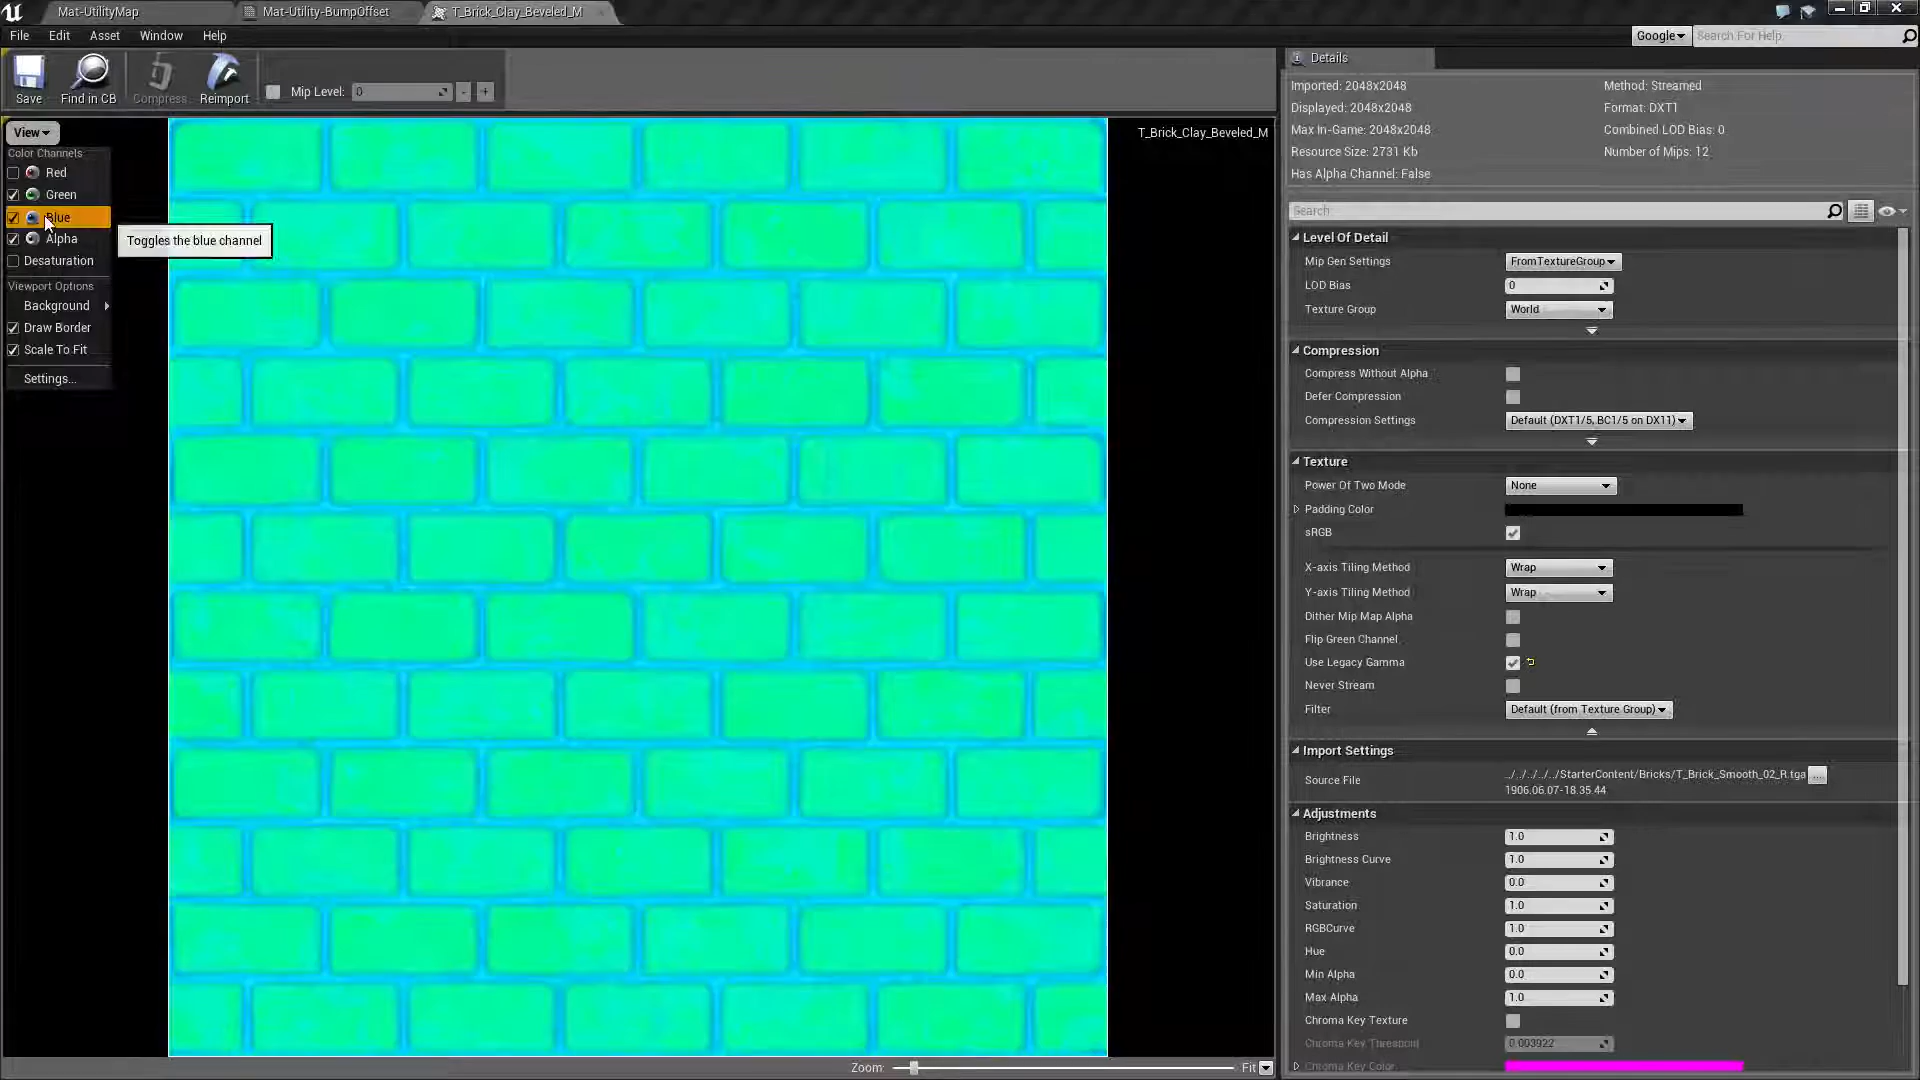 Mat-UtilityMap
Mat-Utility-BumpOffset
T_Brick_Clay_Beveled_M
File
Edit
Asset
Window
Help
Google
Search For Help
Save
Find in CB
Compress
Reimport
Mip Level:
0
-
+
View
Color Channels
Red
Green
Blue
Alpha
Desaturation
Viewport Options
Background
Draw Border
Scale To Fit
Settings...
Toggles the blue channel
T_Brick_Clay_Beveled_M
Zoom:
Fit
Details
Imported: 2048x2048
Method: Streamed
Displayed: 2048x2048
Format: DXT1
Max In-Game: 2048x2048
Combined LOD Bias: 0
Resource Size: 2731 Kb
Number of Mips: 12
Has Alpha Channel: False
Search
Level Of Detail
Mip Gen Settings
FromTextureGroup
LOD Bias
0
Texture Group
World
Compression
Compress Without Alpha
Defer Compression
Compression Settings
Default (DXT1/5, BC1/5 on DX11)
Texture
Power Of Two Mode
None
Padding Color
sRGB
X-axis Tiling Method
Wrap
Y-axis Tiling Method
Wrap
Dither Mip Map Alpha
Flip Green Channel
Use Legacy Gamma
Never Stream
Filter
Default (from Texture Group)
Import Settings
Source File
../../../../../StarterContent/Bricks/T_Brick_Smooth_02_R.tga
...
1906.06.07-18.35.44
Adjustments
Brightness
1.0
Brightness Curve
1.0
Vibrance
0.0
Saturation
1.0
RGBCurve
1.0
Hue
0.0
Min Alpha
0.0
Max Alpha
1.0
Chroma Key Texture
Chroma Key Threshold
0.003922
Chroma Key Color